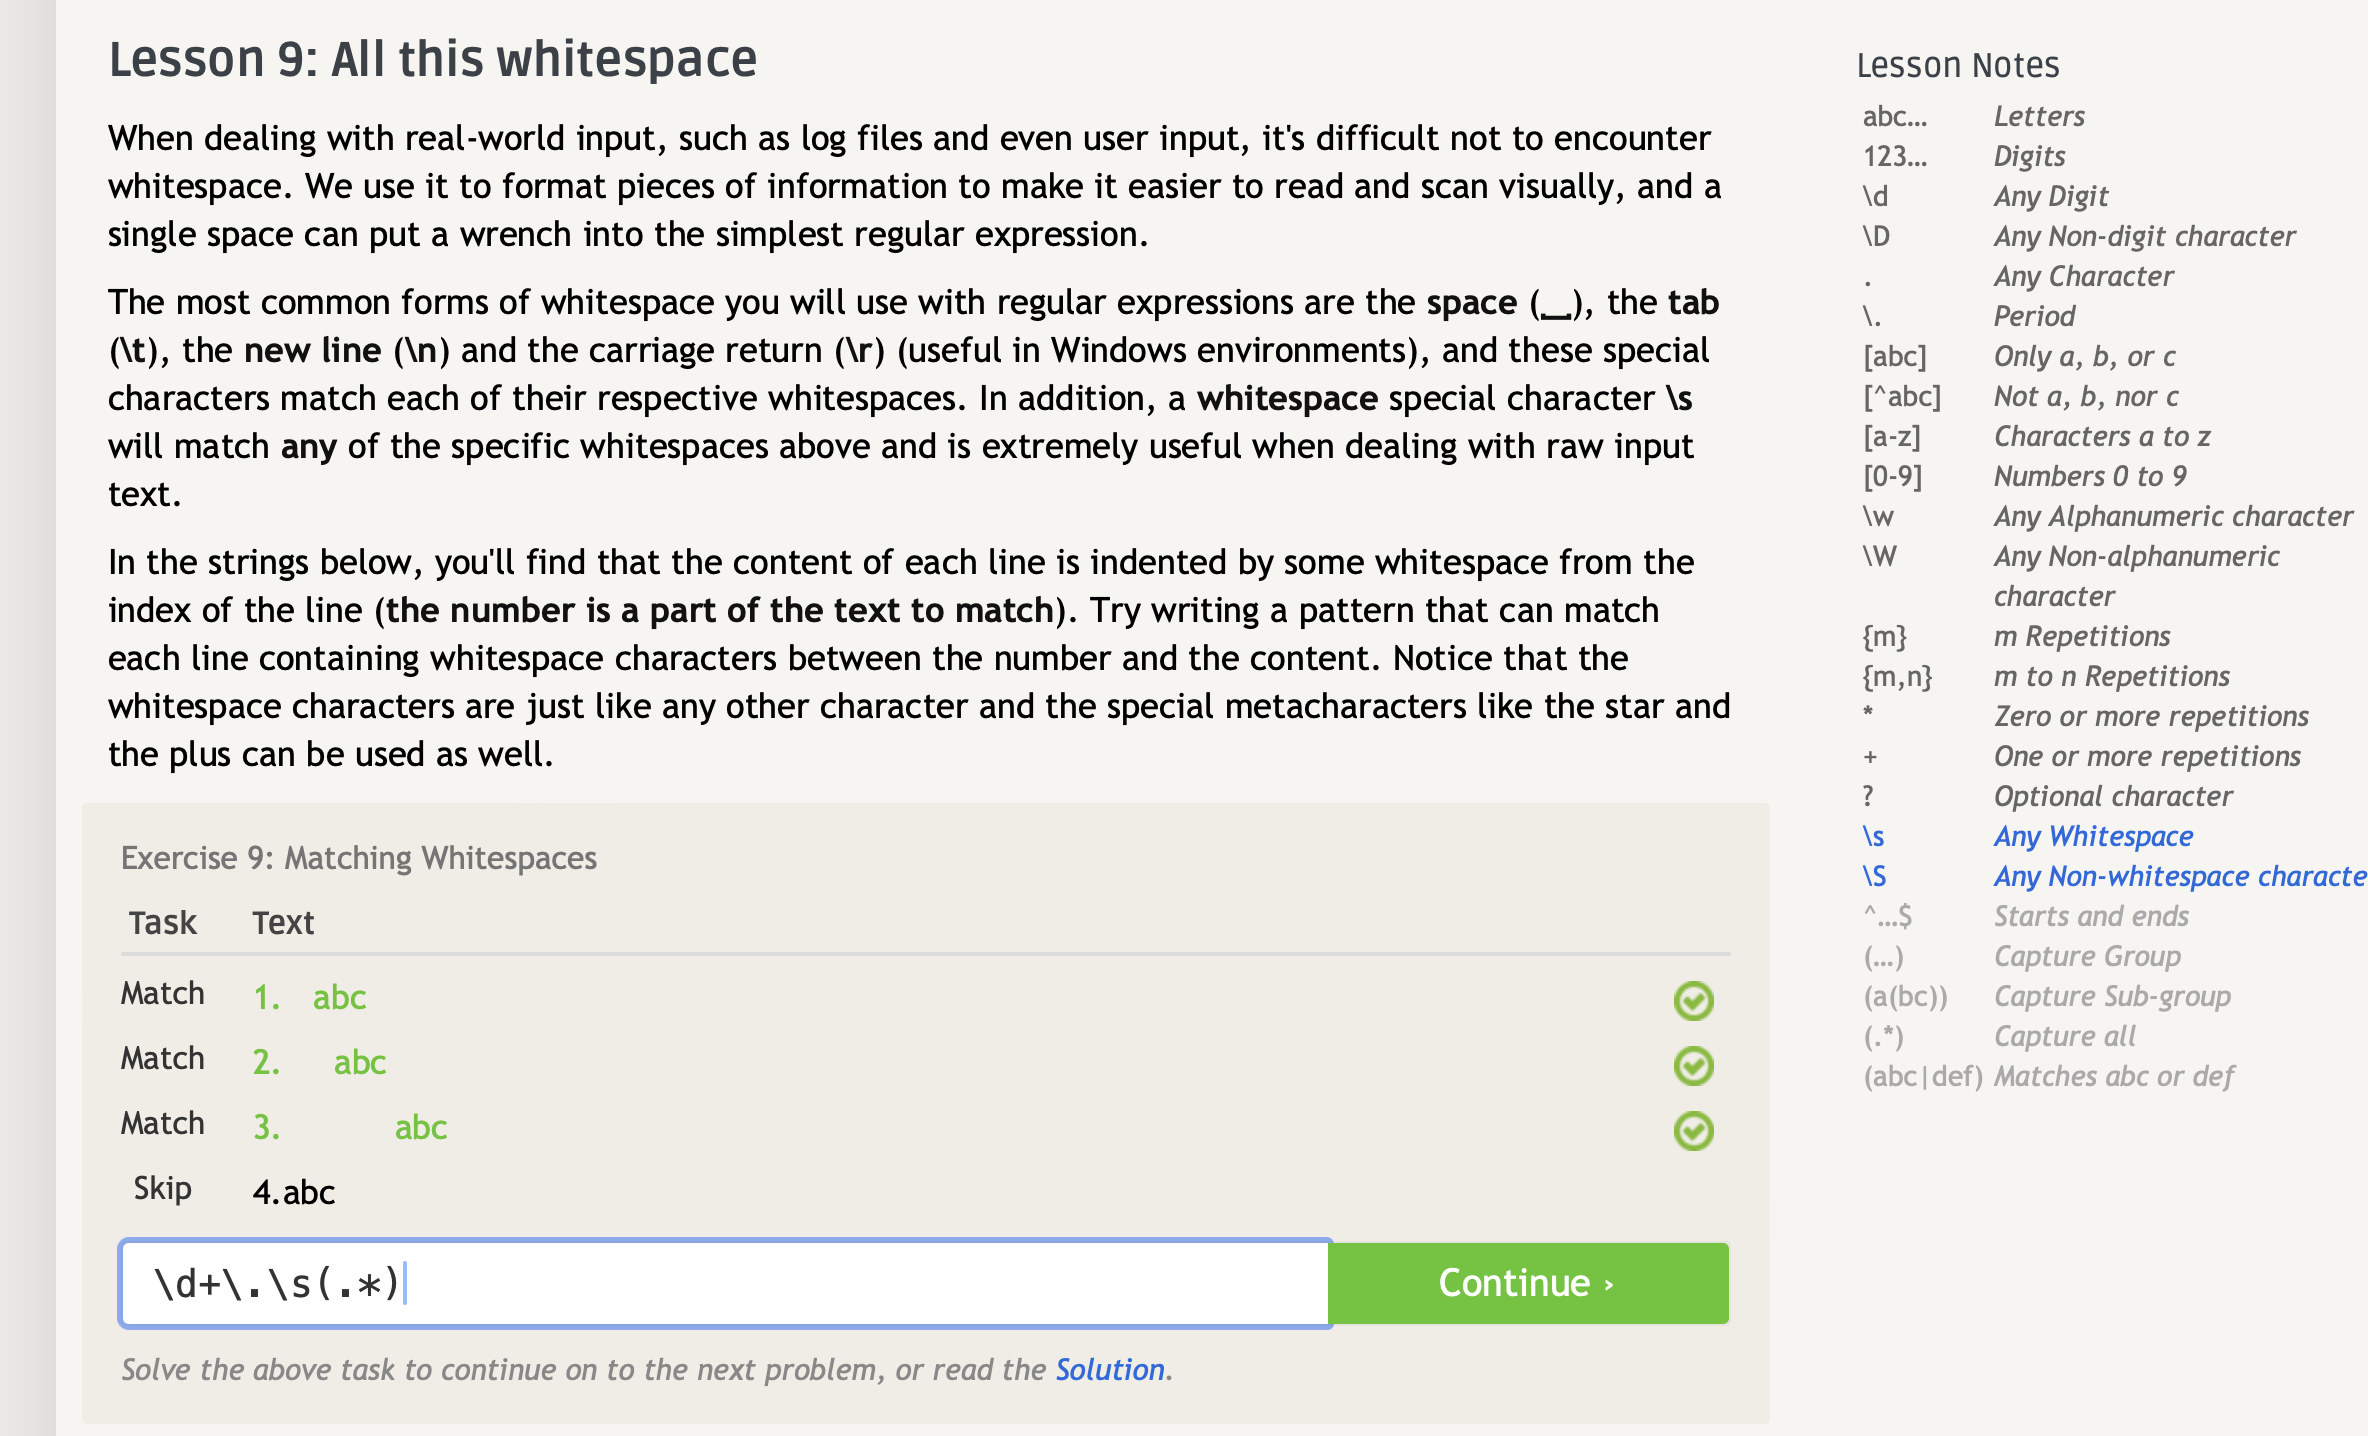 Lesson 9: All this whitespace
When dealing with real-world input, such as log files and even user input, it's difficult not to encounter
whitespace. We use it to format pieces of information to make it easier to read and scan visually, and a
single space can put a wrench into the simplest regular expression.
The most common forms of whitespace you will use with regular expressions are the space (␣), the tab
(\t), the new line (\n) and the carriage return (\r) (useful in Windows environments), and these special
characters match each of their respective whitespaces. In addition, a whitespace special character \s
will match any of the specific whitespaces above and is extremely useful when dealing with raw input
text.
In the strings below, you'll find that the content of each line is indented by some whitespace from the
index of the line (the number is a part of the text to match). Try writing a pattern that can match
each line containing whitespace characters between the number and the content. Notice that the
whitespace characters are just like any other character and the special metacharacters like the star and
the plus can be used as well.
Exercise 9: Matching Whitespaces
Task Text
Match 1.   abc
Match 2.     abc
Match 3.           abc
Skip 4.abc
\d+\.\s(.*)
Continue ›
Solve the above task to continue on to the next problem, or read the Solution.
Lesson Notes
abc… Letters
123… Digits
\d Any Digit
\D Any Non-digit character
. Any Character
\. Period
[abc] Only a, b, or c
[^abc] Not a, b, nor c
[a-z] Characters a to z
[0-9] Numbers 0 to 9
\w Any Alphanumeric character
\W Any Non-alphanumeric
character
{m} m Repetitions
{m,n} m to n Repetitions
* Zero or more repetitions
+ One or more repetitions
? Optional character
\s Any Whitespace
\S Any Non-whitespace characte
^…$ Starts and ends
(…) Capture Group
(a(bc)) Capture Sub-group
(.*) Capture all
(abc|def) Matches abc or def